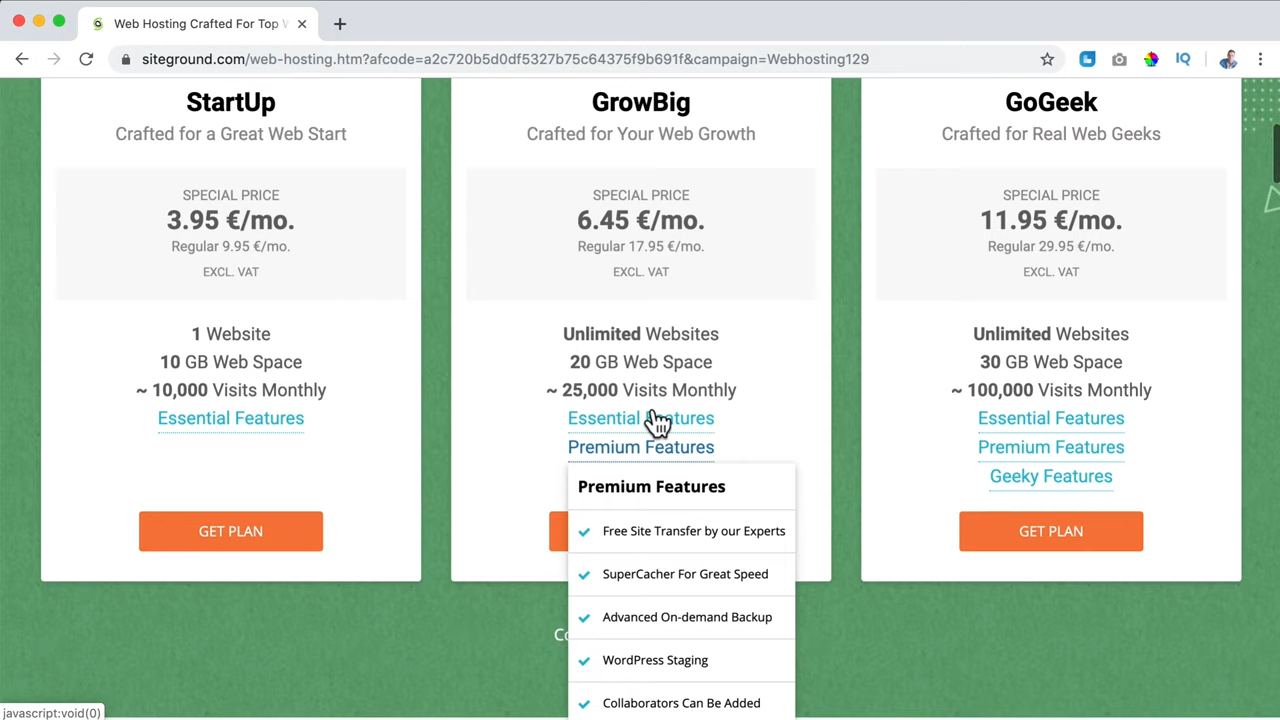 Web Hosting Crafted For Top
siteground.com/web-hosting.htm?afcode=a2c720b5d0df5327b75c64375f9b691f&campaign=Webhosting129
IQ
StartUp
Crafted for a Great Web Start
SPECIAL PRICE
3.95 €/mo.
Regular 9.95 €/mo.
EXCL. VAT
1 Website
10 GB Web Space
~ 10,000 Visits Monthly
Essential Features
GET PLAN
GrowBig
Crafted for Your Web Growth
SPECIAL PRICE
6.45 €/mo.
Regular 17.95 €/mo.
EXCL. VAT
Unlimited Websites
20 GB Web Space
~ 25,000 Visits Monthly
Essential Features
Premium Features
Premium Features
Free Site Transfer by our Experts
SuperCacher For Great Speed
Advanced On-demand Backup
WordPress Staging
Collaborators Can Be Added
GoGeek
Crafted for Real Web Geeks
SPECIAL PRICE
11.95 €/mo.
Regular 29.95 €/mo.
EXCL. VAT
Unlimited Websites
30 GB Web Space
~ 100,000 Visits Monthly
Essential Features
Premium Features
Geeky Features
GET PLAN
javascript:void(0)